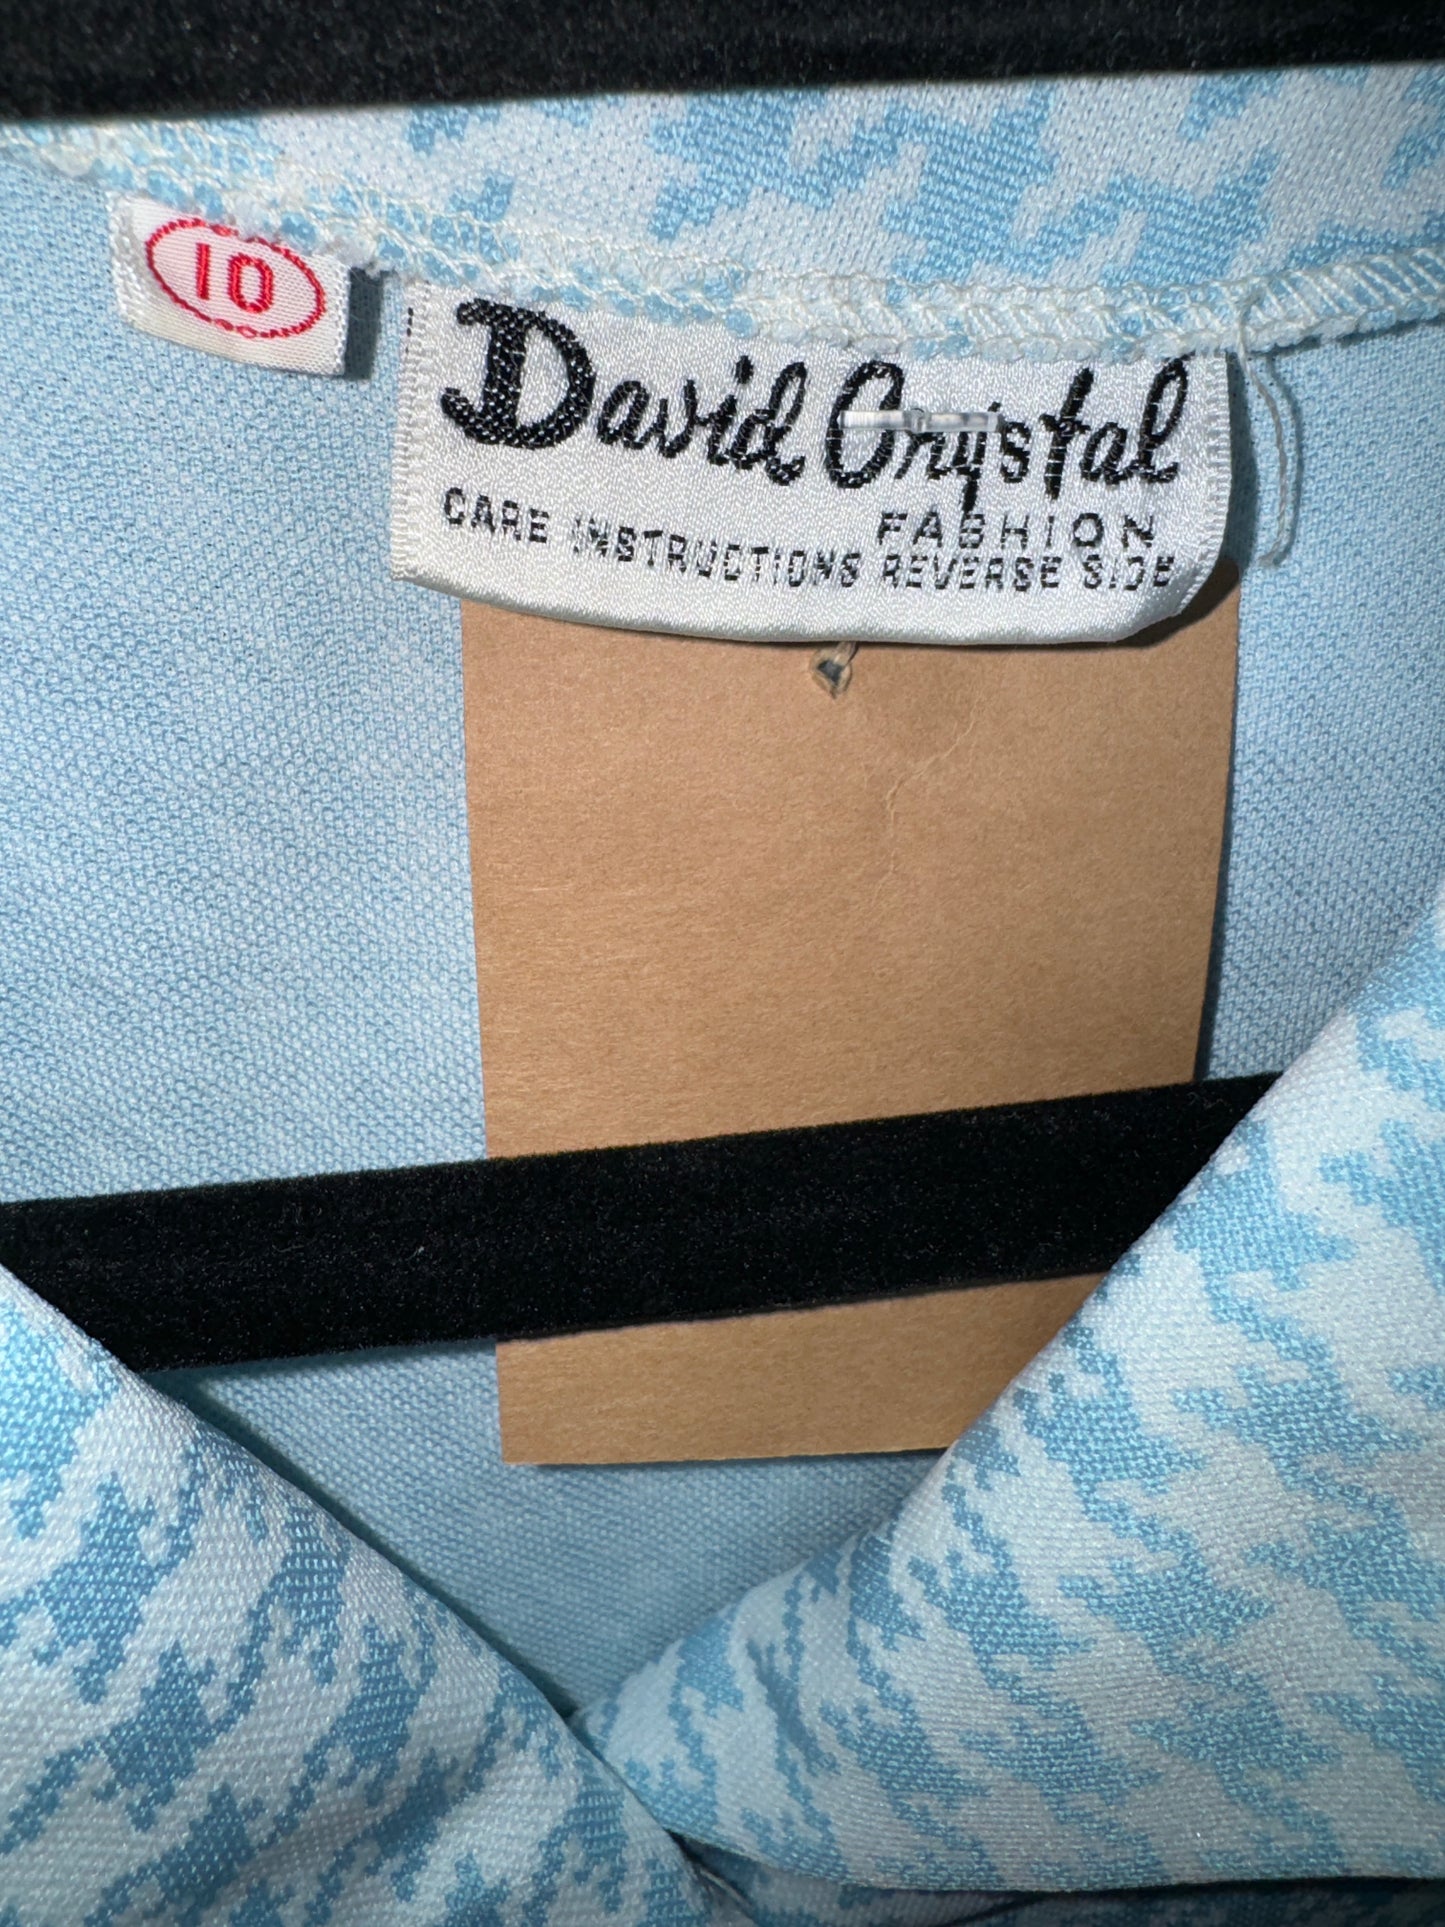 10
David Crystal
FASHION
CARE INSTRUCTIONS REVERSE SIDE